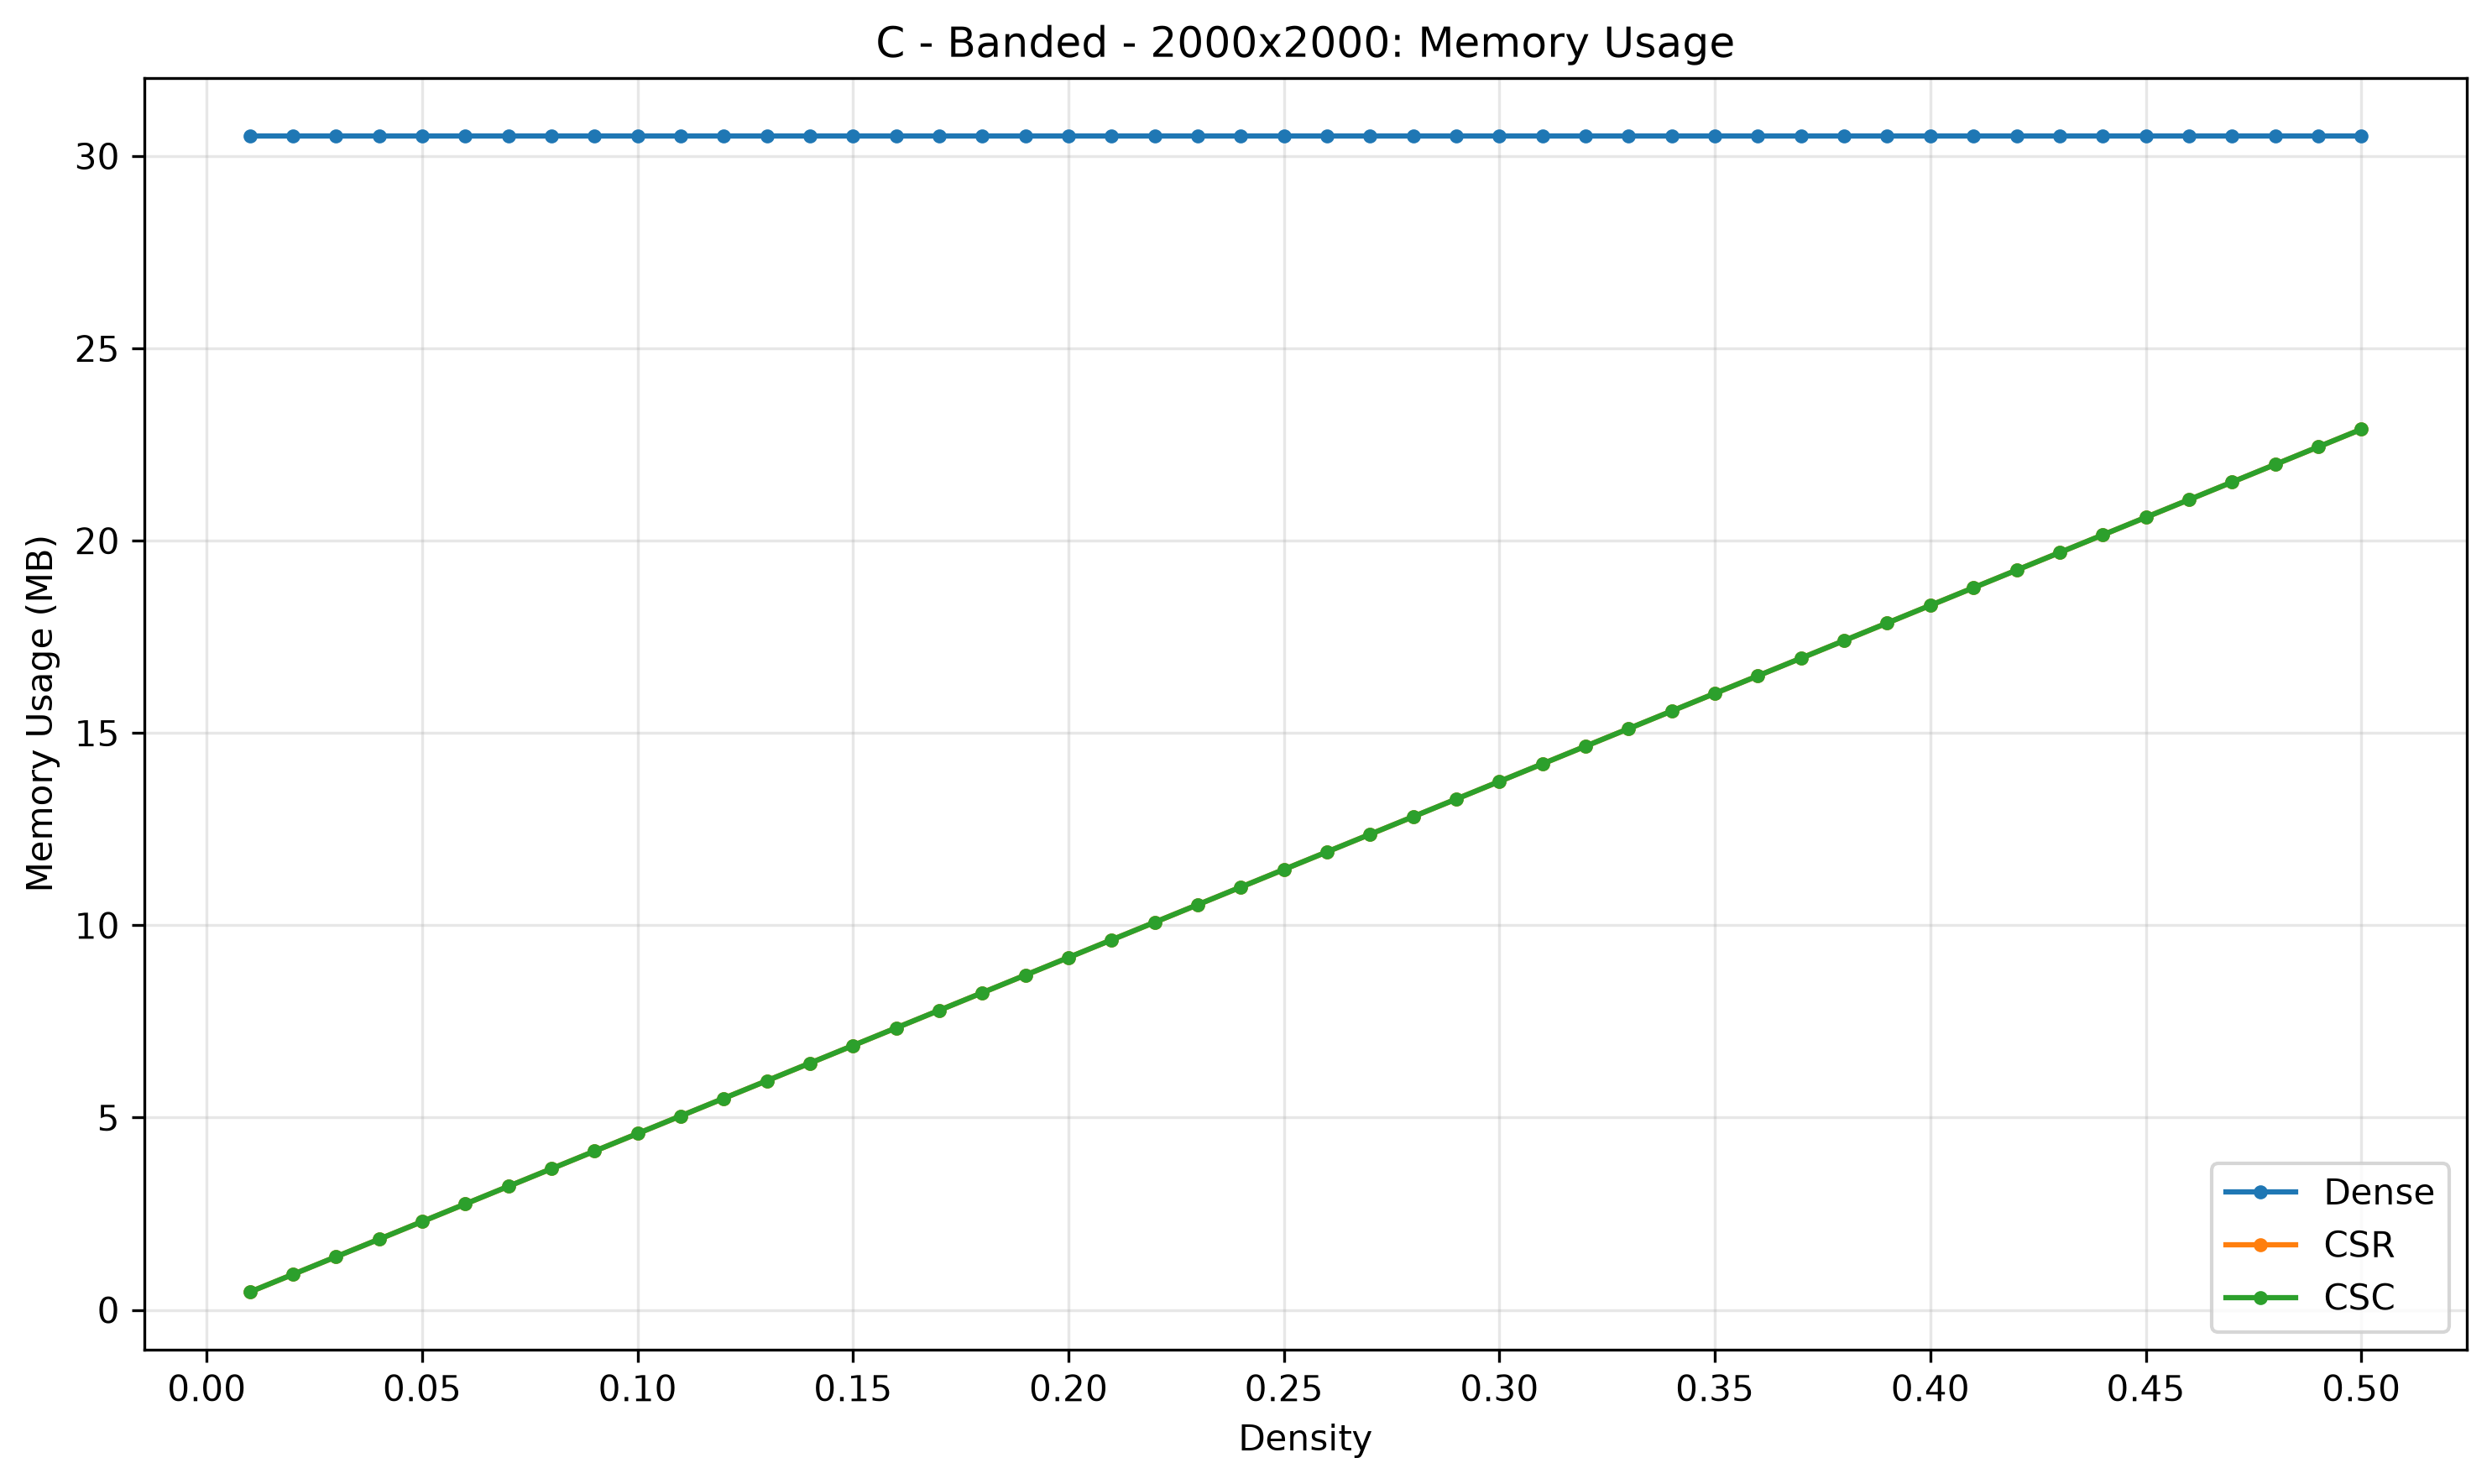 C - Banded - 2000x2000: Memory Usage
Memory Usage (MB)
30
25
20
15
10
5
0
0.00 0.05 0.10 0.15 0.20 0.25 0.30 0.35 0.40 0.45 0.50
Density
Dense
CSR
CSC